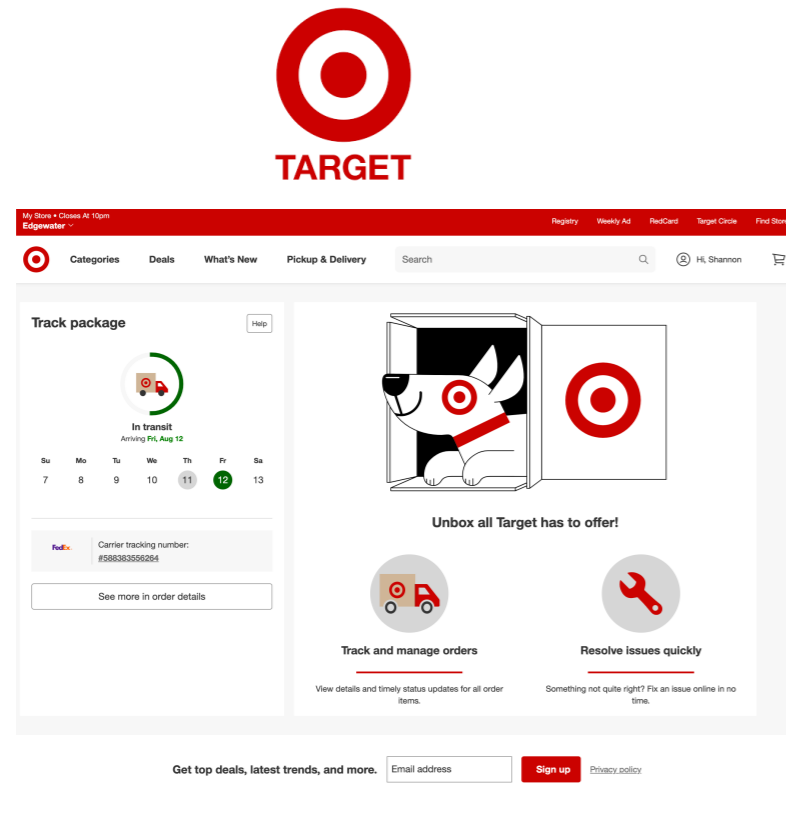 TARGET
My Store • Closes At 10pm
Edgewater
Registry Weekly Ad RedCard Target Circle Find Store
Categories Deals What's New Pickup & Delivery Search Hi, Shannon
Track package
Help
In transit
Arriving Fri, Aug 12
Su Mo Tu We Th Fr Sa
7 8 9 10 11 12 13
FedEx
Carrier tracking number:
#588383556264
See more in order details
Unbox all Target has to offer!
Track and manage orders
View details and timely status updates for all order
items.
Resolve issues quickly
Something not quite right? Fix an issue online in no
time.
Get top deals, latest trends, and more. Email address Sign up Privacy policy